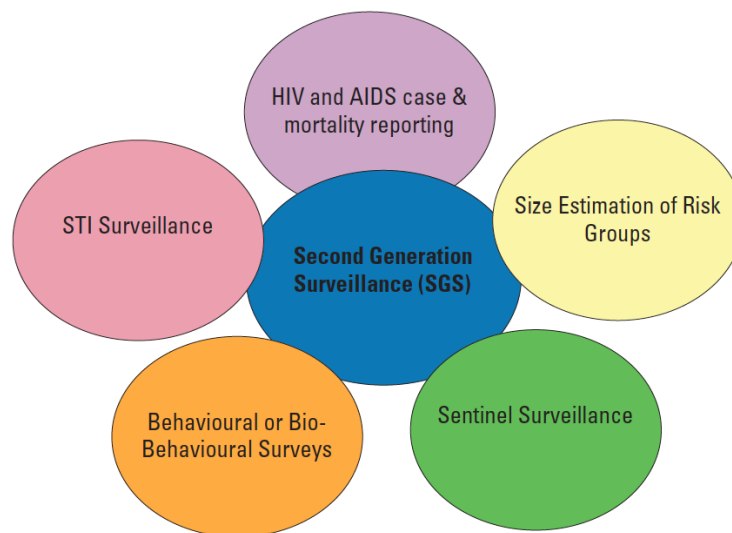 HIV and AIDS case &
mortality reporting
STI Surveillance
Size Estimation of Risk
Groups
Second Generation
Surveillance (SGS)
Behavioural or Bio-
Behavioural Surveys
Sentinel Surveillance